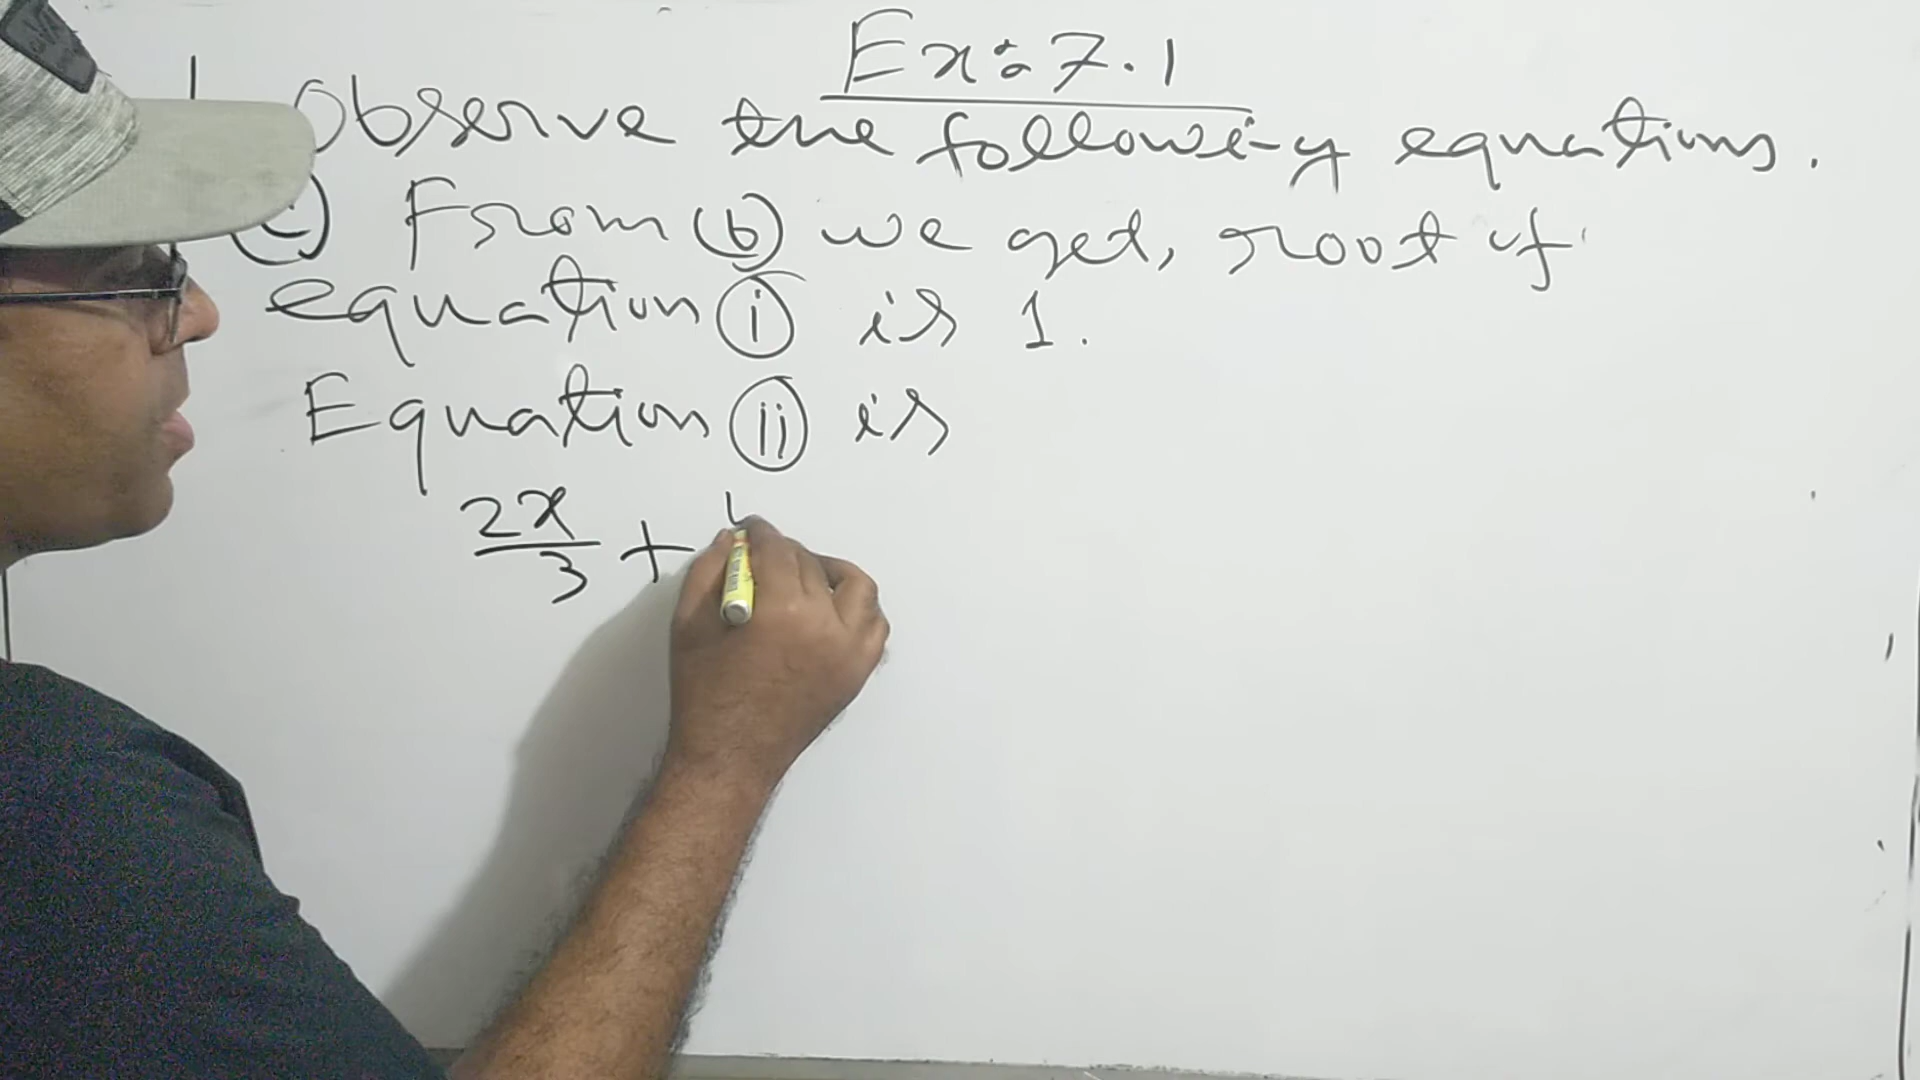 Ex: 7.1
1 Observe the following equations.
From (b) we get, root of
equation (i) is 1.
Equation (ii) is
2x/3 +